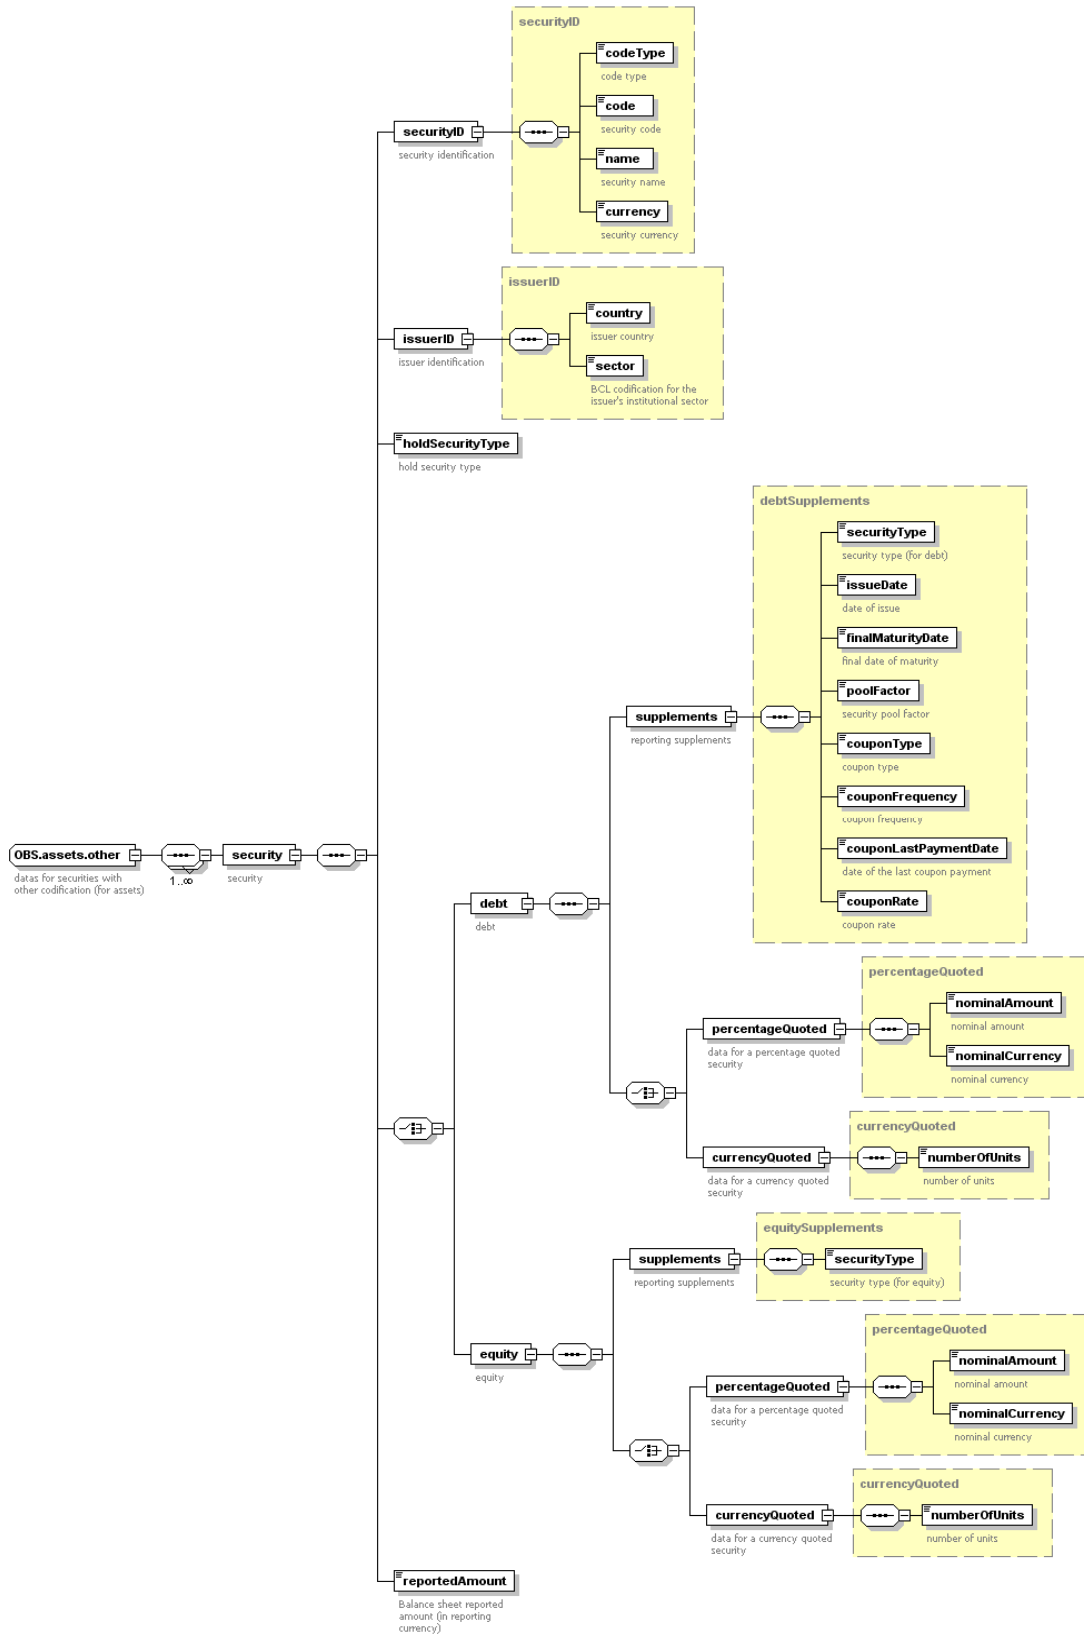 securityID
codeType
code type
code
security code
name
security name
currency
security currency
securityID
security identification
issuerID
country
issuer country
sector
BCL codification for the
issuer's institutional sector
issuerID
issuer identification
holdSecurityType
hold security type
debtSupplements
securityType
security type (for debt)
issueDate
date of issue
finalMaturityDate
final date of maturity
poolFactor
security pool factor
couponType
coupon type
couponFrequency
coupon frequency
couponLastPaymentDate
date of the last coupon payment
couponRate
coupon rate
supplements
reporting supplements
OBS.assets.other
datas for securities with
other codification (for assets)
1..∞
security
security
debt
debt
percentageQuoted
nominalAmount
nominal amount
nominalCurrency
nominal currency
percentageQuoted
data for a percentage quoted
security
currencyQuoted
numberOfUnits
number of units
currencyQuoted
data for a currency quoted
security
equitySupplements
securityType
security type (for equity)
supplements
reporting supplements
equity
equity
percentageQuoted
nominalAmount
nominal amount
nominalCurrency
nominal currency
percentageQuoted
data for a percentage quoted
security
currencyQuoted
numberOfUnits
number of units
currencyQuoted
data for a currency quoted
security
reportedAmount
Balance sheet reported
amount (in reporting
currency)